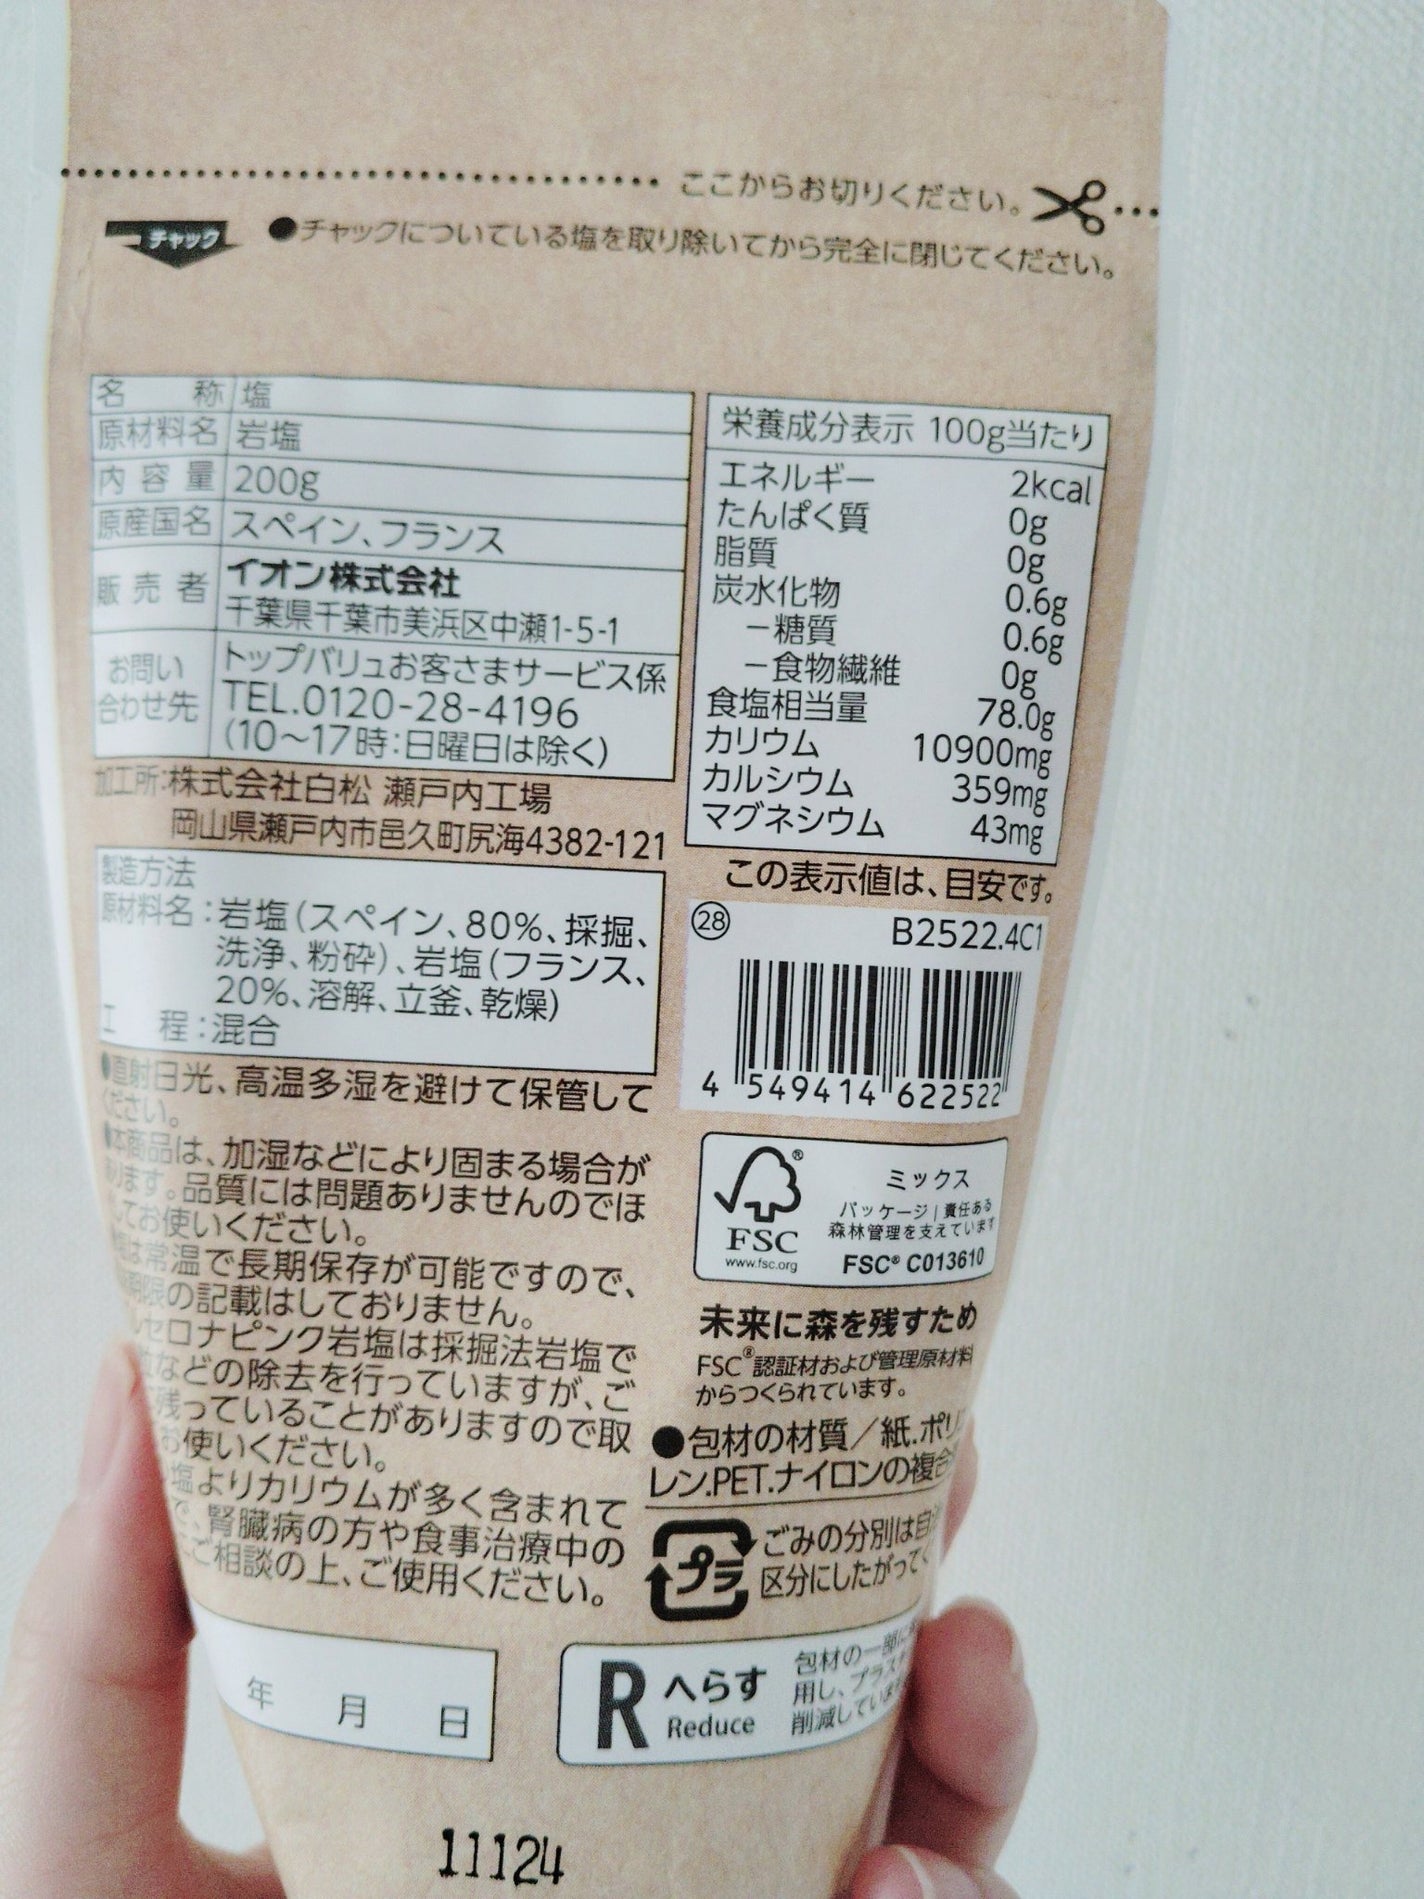 ここからお切りください。
チャック
●チャックについている塩を取り除いてから完全に閉じてください。
名 称 塩
原材料名 岩塩
内容量 200g
原産国名 スペイン、フランス
販売者 イオン株式会社
千葉県千葉市美浜区中瀬1-5-1
お問い合わせ先 トップバリュお客さまサービス係
TEL.0120-28-4196
(10〜17時:日曜日は除く)
加工所:株式会社白松 瀬戸内工場
岡山県瀬戸内市邑久町尻海4382-121
製造方法
原材料名:岩塩(スペイン、80%、採掘、
洗浄、粉砕)、岩塩(フランス、
20%、溶解、立釜、乾燥)
工 程:混合
●直射日光、高温多湿を避けて保管して
ください。
●本商品は、加湿などにより固まる場合が
あります。品質には問題ありませんのでほ
てお使いください。
は常温で長期保存が可能ですので、
期限の記載はしておりません。
セロナピンク岩塩は採掘法岩塩で
などの除去を行っていますが、ご
残っていることがありますので取
お使いください。
塩よりカリウムが多く含まれて
で、腎臓病の方や食事治療中の
ご相談の上、ご使用ください。
年 月 日
栄養成分表示 100g当たり
エネルギー 2kcal
たんぱく質 0g
脂質 0g
炭水化物 0.6g
－糖質 0.6g
－食物繊維 0g
食塩相当量 78.0g
カリウム 10900mg
カルシウム 359mg
マグネシウム 43mg
この表示値は、目安です。
㉘ B2522.4C1
4 549414 622522
FSC®
www.fsc.org
ミックス
パッケージ|責任ある
森林管理を支えています
FSC® C013610
未来に森を残すため
FSC®認証材および管理原材料
からつくられています。
●包材の材質/紙.ポリ
レン.PET.ナイロンの複合
プラ
ごみの分別は自
区分にしたがって
R へらす
Reduce
包材の一部に
用し、プラスチ
削減しています
11124